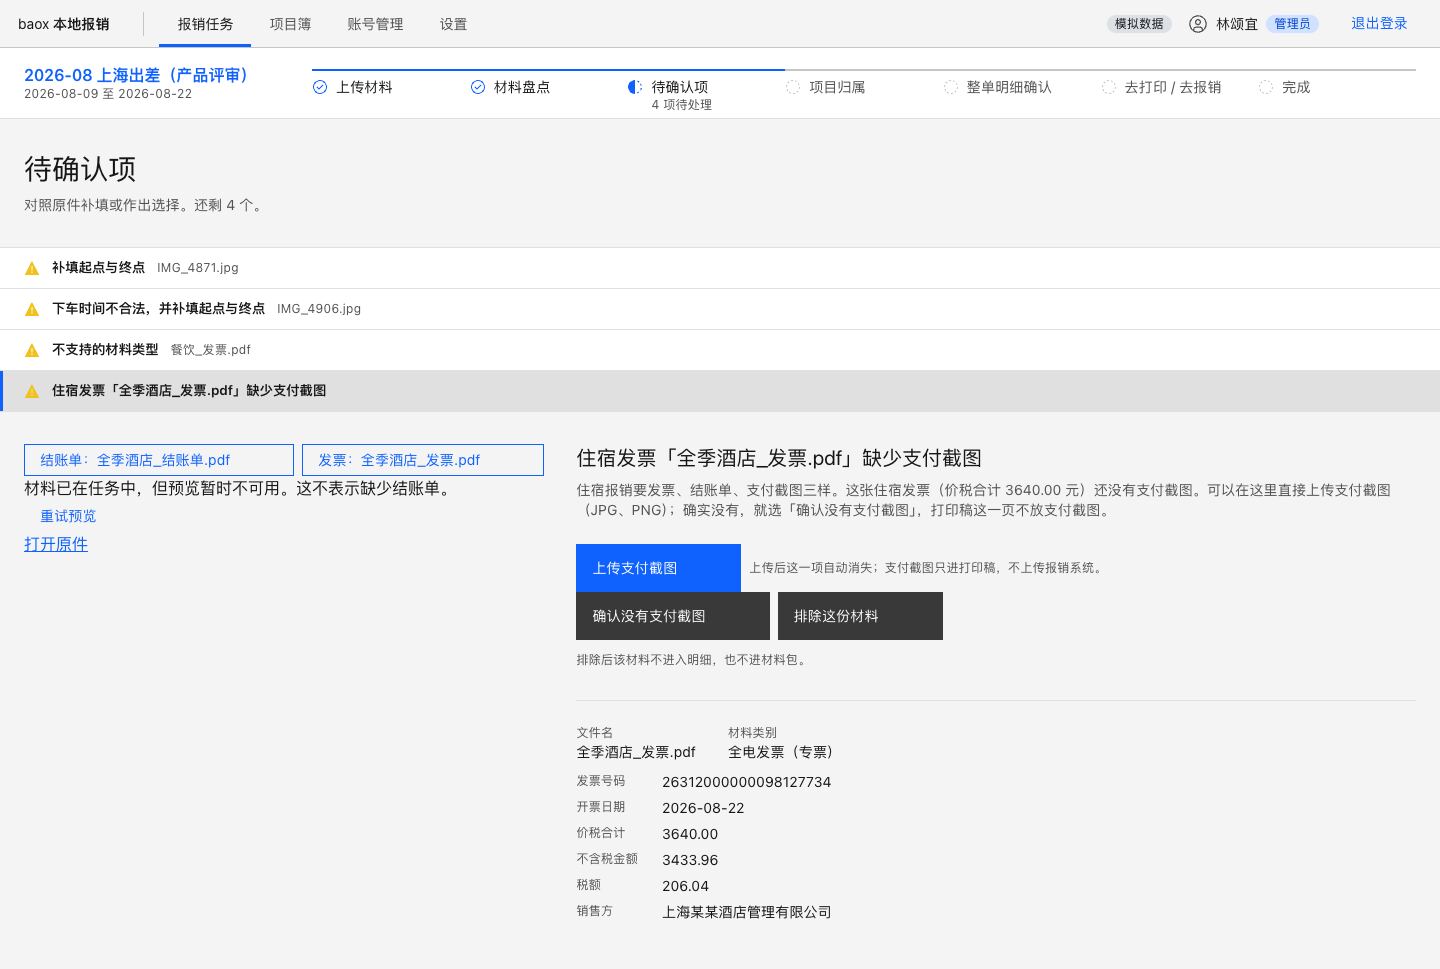 baox 本地报销
报销任务
项目簿
账号管理
设置
模拟数据
林颂宜
管理员
退出登录
2026-08 上海出差（产品评审）
2026-08-09 至 2026-08-22
上传材料
材料盘点
待确认项
4 项待处理
项目归属
整单明细确认
去打印 / 去报销
完成
待确认项
对照原件补填或作出选择。还剩 4 个。
补填起点与终点 IMG_4871.jpg
下车时间不合法，并补填起点与终点 IMG_4906.jpg
不支持的材料类型 餐饮_发票.pdf
住宿发票「全季酒店_发票.pdf」缺少支付截图
结账单：全季酒店_结账单.pdf
发票：全季酒店_发票.pdf
材料已在任务中，但预览暂时不可用。这不表示缺少结账单。
重试预览
打开原件
住宿发票「全季酒店_发票.pdf」缺少支付截图
住宿报销要发票、结账单、支付截图三样。这张住宿发票（价税合计 3640.00 元）还没有支付截图。可以在这里直接上传支付截图
（JPG、PNG）；确实没有，就选「确认没有支付截图」，打印稿这一页不放支付截图。
上传支付截图
上传后这一项自动消失；支付截图只进打印稿，不上传报销系统。
确认没有支付截图
排除这份材料
排除后该材料不进入明细，也不进材料包。
文件名 材料类别
全季酒店_发票.pdf 全电发票（专票）
发票号码 26312000000098127734
开票日期 2026-08-22
价税合计 3640.00
不含税金额 3433.96
税额 206.04
销售方 上海某某酒店管理有限公司